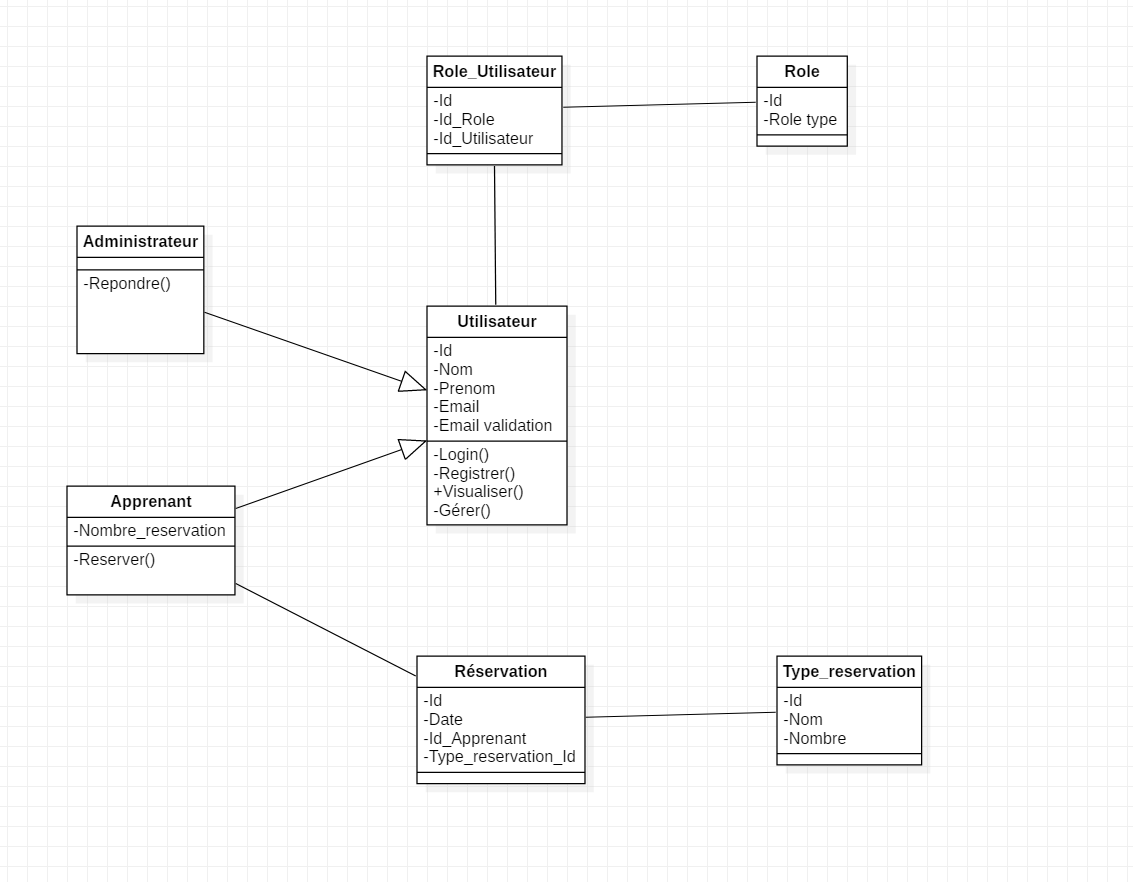 Role_Utilisateur
-Id
-Id_Role
-Id_Utilisateur
Role
-Id
-Role type
Administrateur
-Repondre()
Utilisateur
-Id
-Nom
-Prenom
-Email
-Email validation
-Login()
-Registrer()
+Visualiser()
-Gérer()
Apprenant
-Nombre_reservation
-Reserver()
Réservation
-Id
-Date
-Id_Apprenant
-Type_reservation_Id
Type_reservation
-Id
-Nom
-Nombre